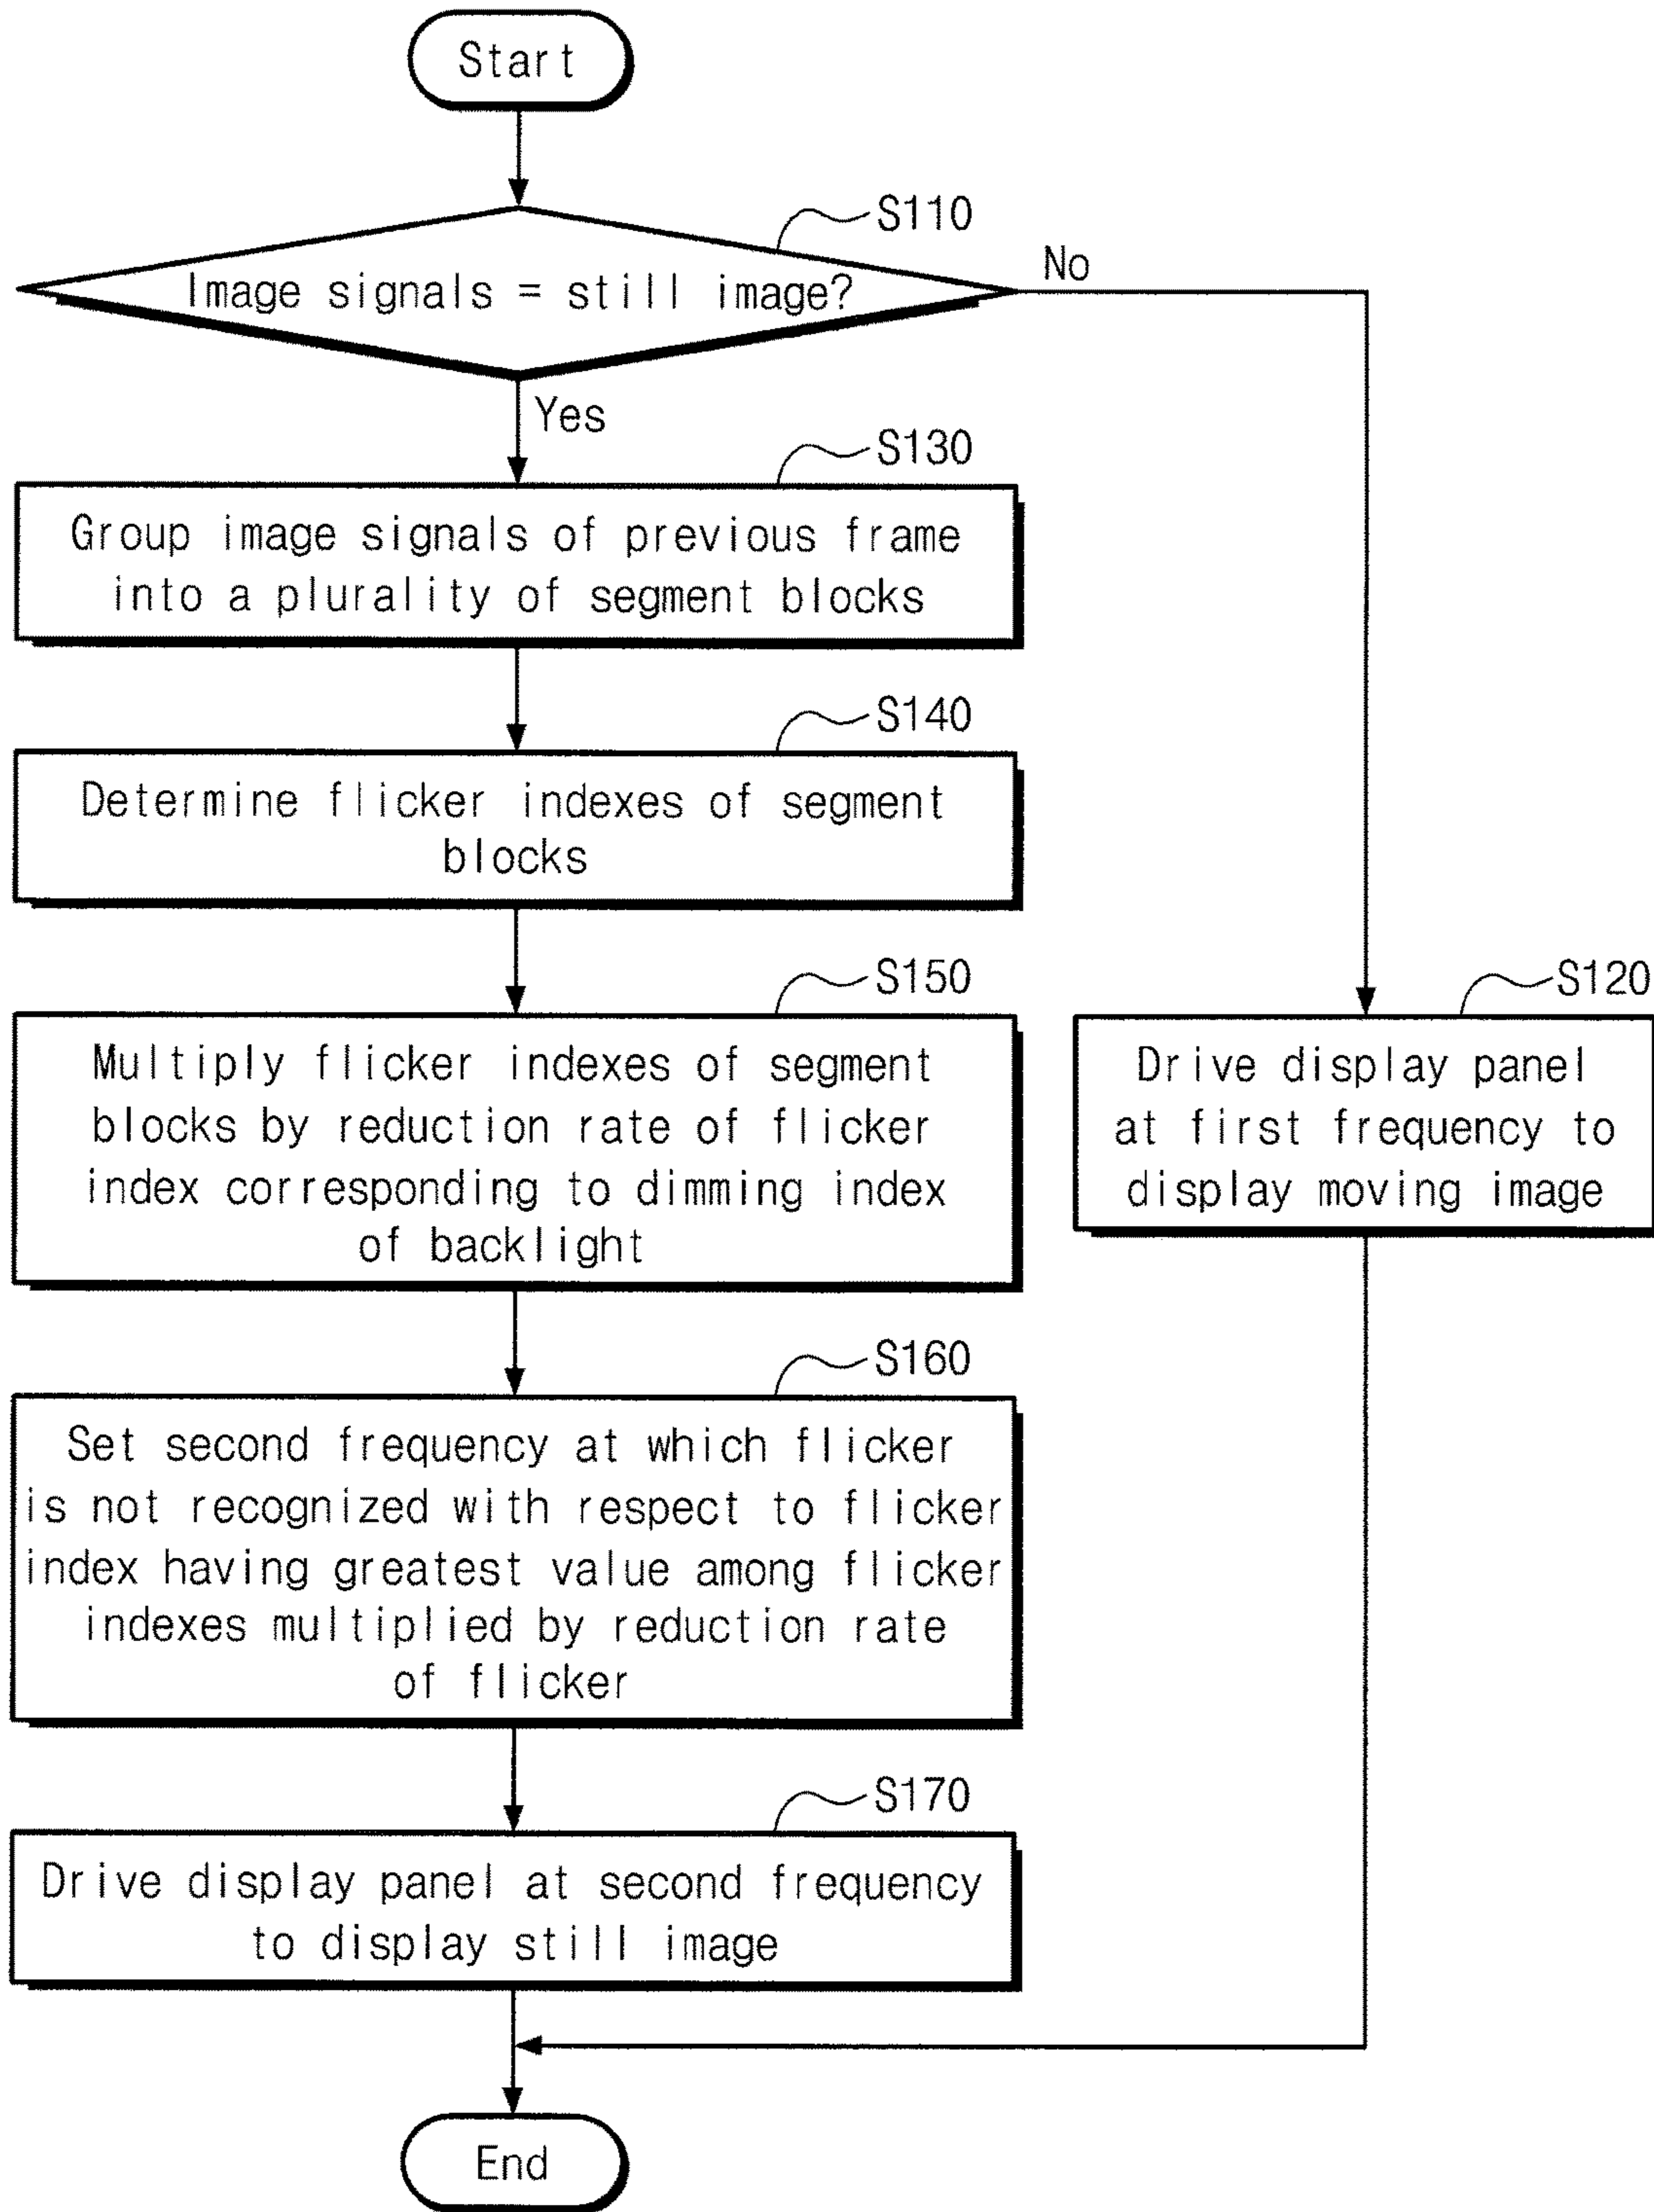 Start
S110
Image signals = still image?
No
Yes
S130
Group image signals of previous frame
into a plurality of segment blocks
S140
Determine flicker indexes of segment
blocks
S150
Multiply flicker indexes of segment
blocks by reduction rate of flicker
index corresponding to dimming index
of backlight
S120
Drive display panel
at first frequency to
display moving image
S160
Set second frequency at which flicker
is not recognized with respect to flicker
index having greatest value among flicker
indexes multiplied by reduction rate
of flicker
S170
Drive display panel at second frequency
to display still image
End